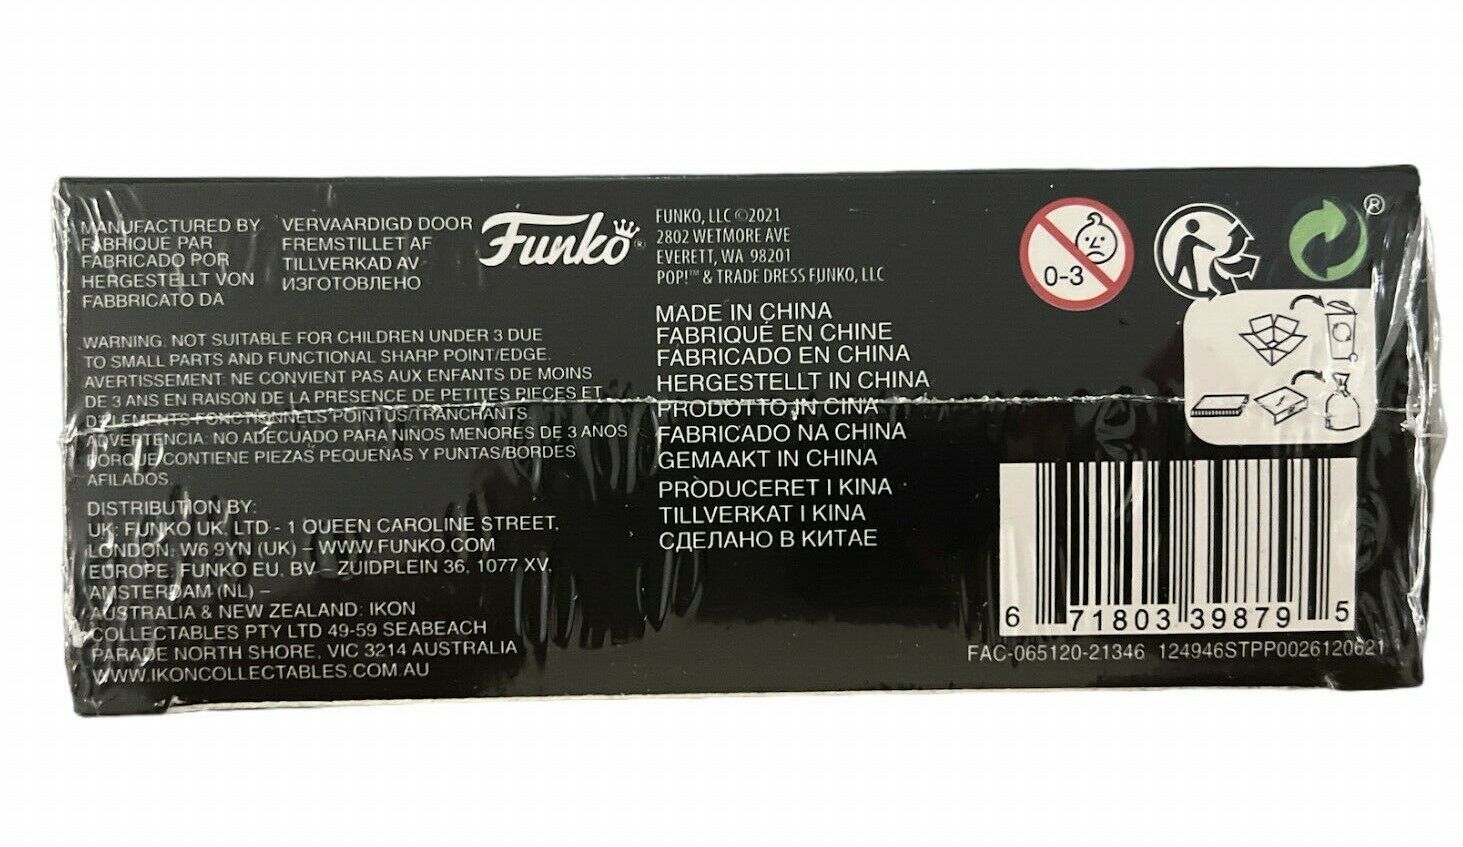 MANUFACTURED BY
FABRIQUE PAR
FABRICADO POR
HERGESTELLT VON
FABBRICATO DA
VERVAARDIGD DOOR
FREMSTILLET AF
TILLVERKAD AV
ИЗГОТОВЛЕНО
Funko®
FUNKO, LLC ©2021
2802 WETMORE AVE
EVERETT, WA 98201
POP!™ & TRADE DRESS FUNKO, LLC
WARNING: NOT SUITABLE FOR CHILDREN UNDER 3 DUE
TO SMALL PARTS AND FUNCTIONAL SHARP POINT/EDGE.
AVERTISSEMENT: NE CONVIENT PAS AUX ENFANTS DE MOINS
DE 3 ANS EN RAISON DE LA PRESENCE DE PETITES PIECES ET
D'ELEMENTS FONCTIONNELS POINTUS/TRANCHANTS
ADVERTENCIA: NO ADECUADO PARA NINOS MENORES DE 3 ANOS
PORQUE CONTIENE PIEZAS PEQUENAS Y PUNTAS/BORDES
AFILADOS.
DISTRIBUTION BY:
UK: FUNKO UK, LTD - 1 QUEEN CAROLINE STREET,
LONDON: W6 9YN (UK) – WWW.FUNKO.COM
EUROPE: FUNKO EU, BV – ZUIDPLEIN 36, 1077 XV,
AMSTERDAM (NL) –
AUSTRALIA & NEW ZEALAND: IKON
COLLECTABLES PTY LTD 49-59 SEABEACH
PARADE NORTH SHORE, VIC 3214 AUSTRALIA
WWW.IKONCOLLECTABLES.COM.AU
MADE IN CHINA
FABRIQUÉ EN CHINE
FABRICADO EN CHINA
HERGESTELLT IN CHINA
PRODOTTO IN CINA
FABRICADO NA CHINA
GEMAAKT IN CHINA
PRODUCERET I KINA
TILLVERKAT I KINA
СДЕЛАНО В КИТАЕ
0-3
®
6 71803 39879 5
FAC-065120-21346 124946STPP0026120621